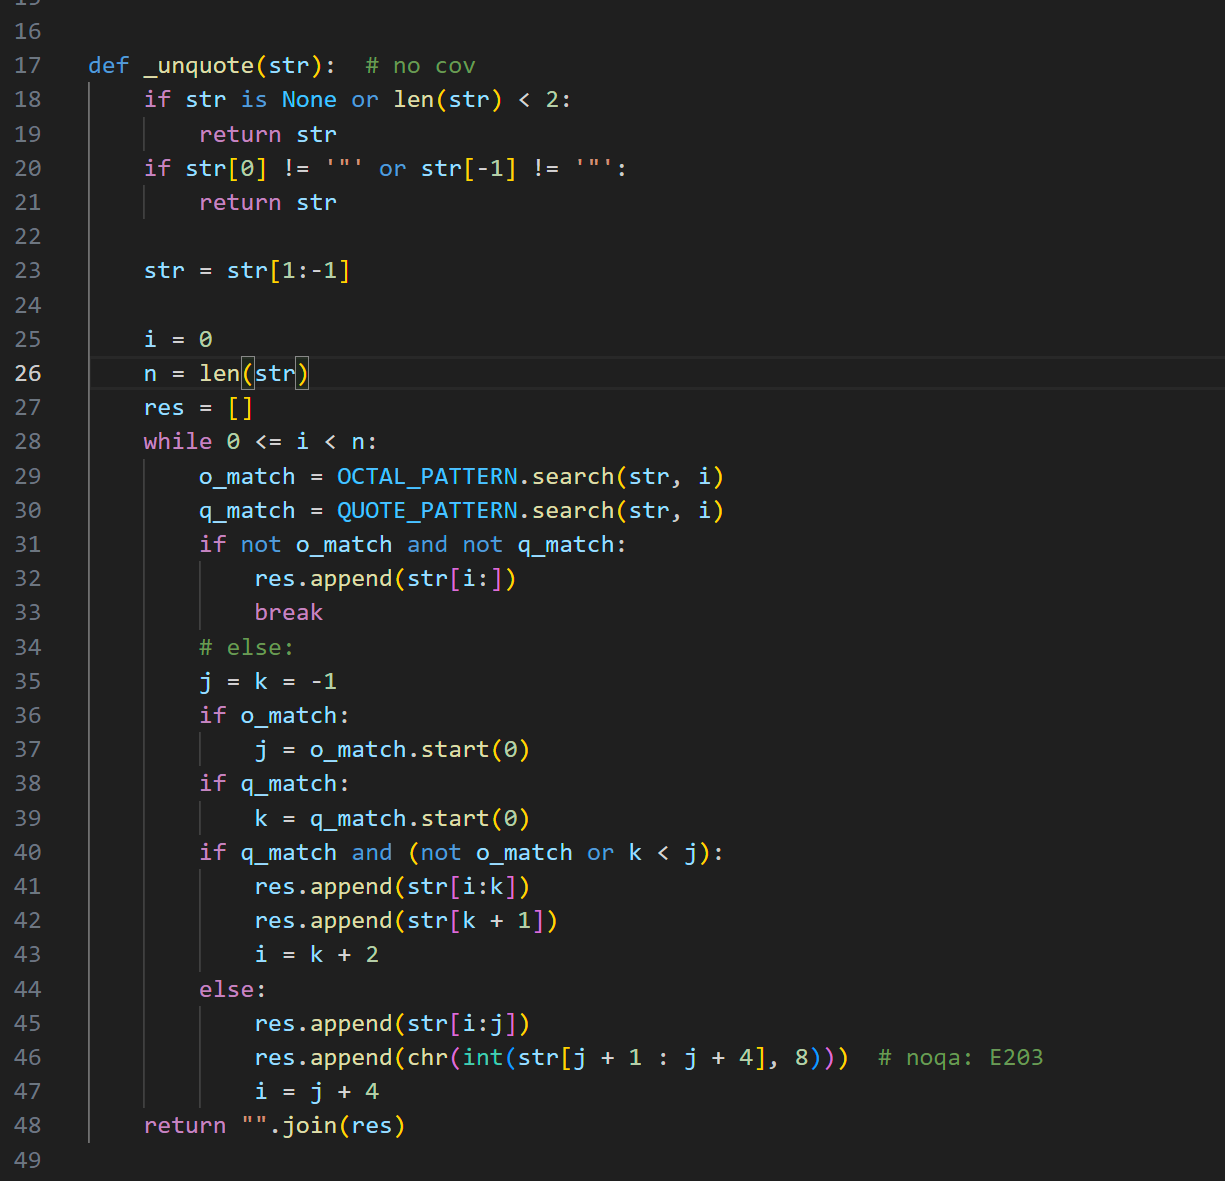 16
17 def _unquote(str):  # no cov
18     if str is None or len(str) < 2:
19         return str
20     if str[0] != '"' or str[-1] != '"':
21         return str
22
23     str = str[1:-1]
24
25     i = 0
26     n = len(str)
27     res = []
28     while 0 <= i < n:
29         o_match = OCTAL_PATTERN.search(str, i)
30         q_match = QUOTE_PATTERN.search(str, i)
31         if not o_match and not q_match:
32             res.append(str[i:])
33             break
34         # else:
35         j = k = -1
36         if o_match:
37             j = o_match.start(0)
38         if q_match:
39             k = q_match.start(0)
40         if q_match and (not o_match or k < j):
41             res.append(str[i:k])
42             res.append(str[k + 1])
43             i = k + 2
44         else:
45             res.append(str[i:j])
46             res.append(chr(int(str[j + 1 : j + 4], 8)))  # noqa: E203
47             i = j + 4
48     return "".join(res)
49